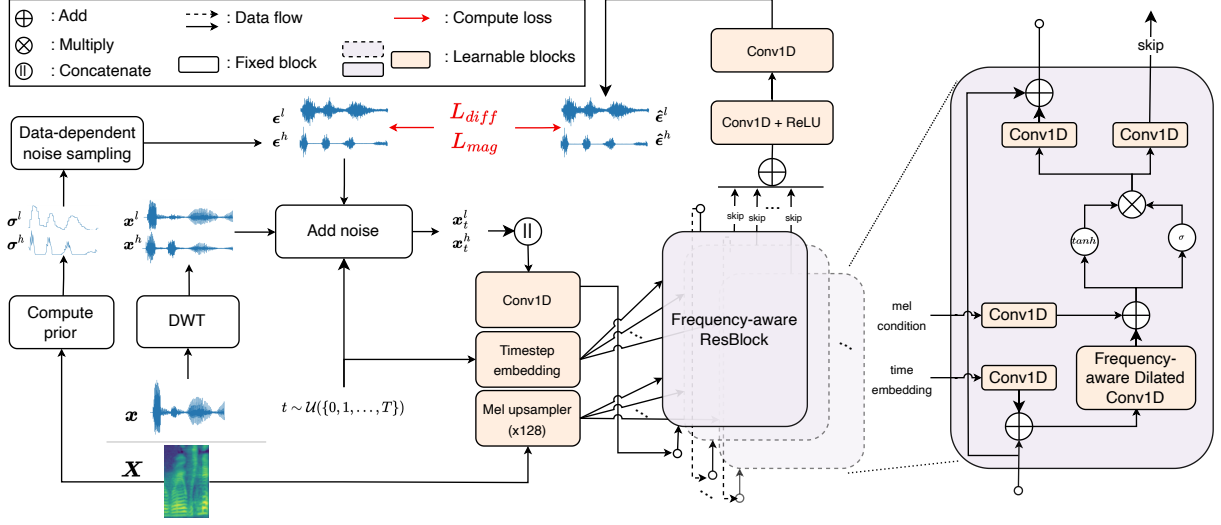 : Add
: Data flow
: Compute loss
: Multiply
: Concatenate
: Fixed block
: Learnable blocks
Data-dependent
noise sampling
ϵ^l
ϵ^h
L_diff
L_mag
ϵ̂^l
ϵ̂^h
Conv1D
Conv1D + ReLU
skip skip ... skip
σ^l
σ^h
x^l
x^h
Add noise
x_t^l
x_t^h
||
Compute
prior
DWT
Conv1D
Timestep
embedding
Mel upsampler
(x128)
x
t ∼ 𝒰({0, 1, …, T})
X
Frequency-aware
ResBlock
...
...
...
...
...
skip
Conv1D
Conv1D
tanh
σ
mel
condition
Conv1D
time
embedding
Conv1D
Frequency-
aware Dilated
Conv1D